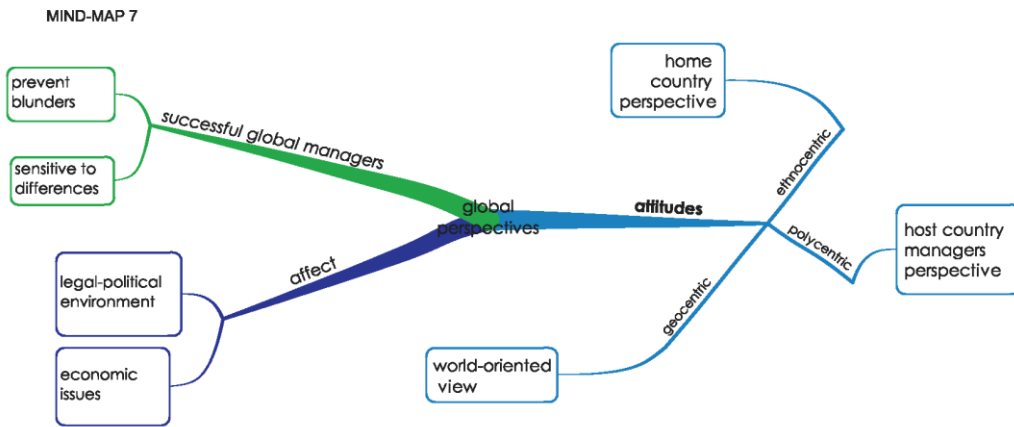 MIND-MAP 7
prevent
blunders
successful global managers
sensitive to
differences
global
perspectives
attitudes
home
country
perspective
ethnocentric
polycentric
host country
managers
perspective
geocentric
world-oriented
view
affect
legal-political
environment
economic
issues